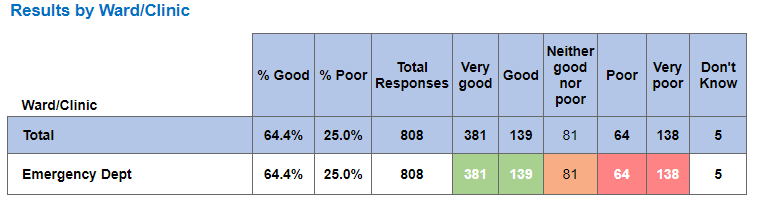 Results by Ward/Clinic
Ward/Clinic % Good % Poor Total Responses Very good Good Neither good nor poor Poor Very poor Don't Know
Total 64.4% 25.0% 808 381 139 81 64 138 5
Emergency Dept 64.4% 25.0% 808 381 139 81 64 138 5